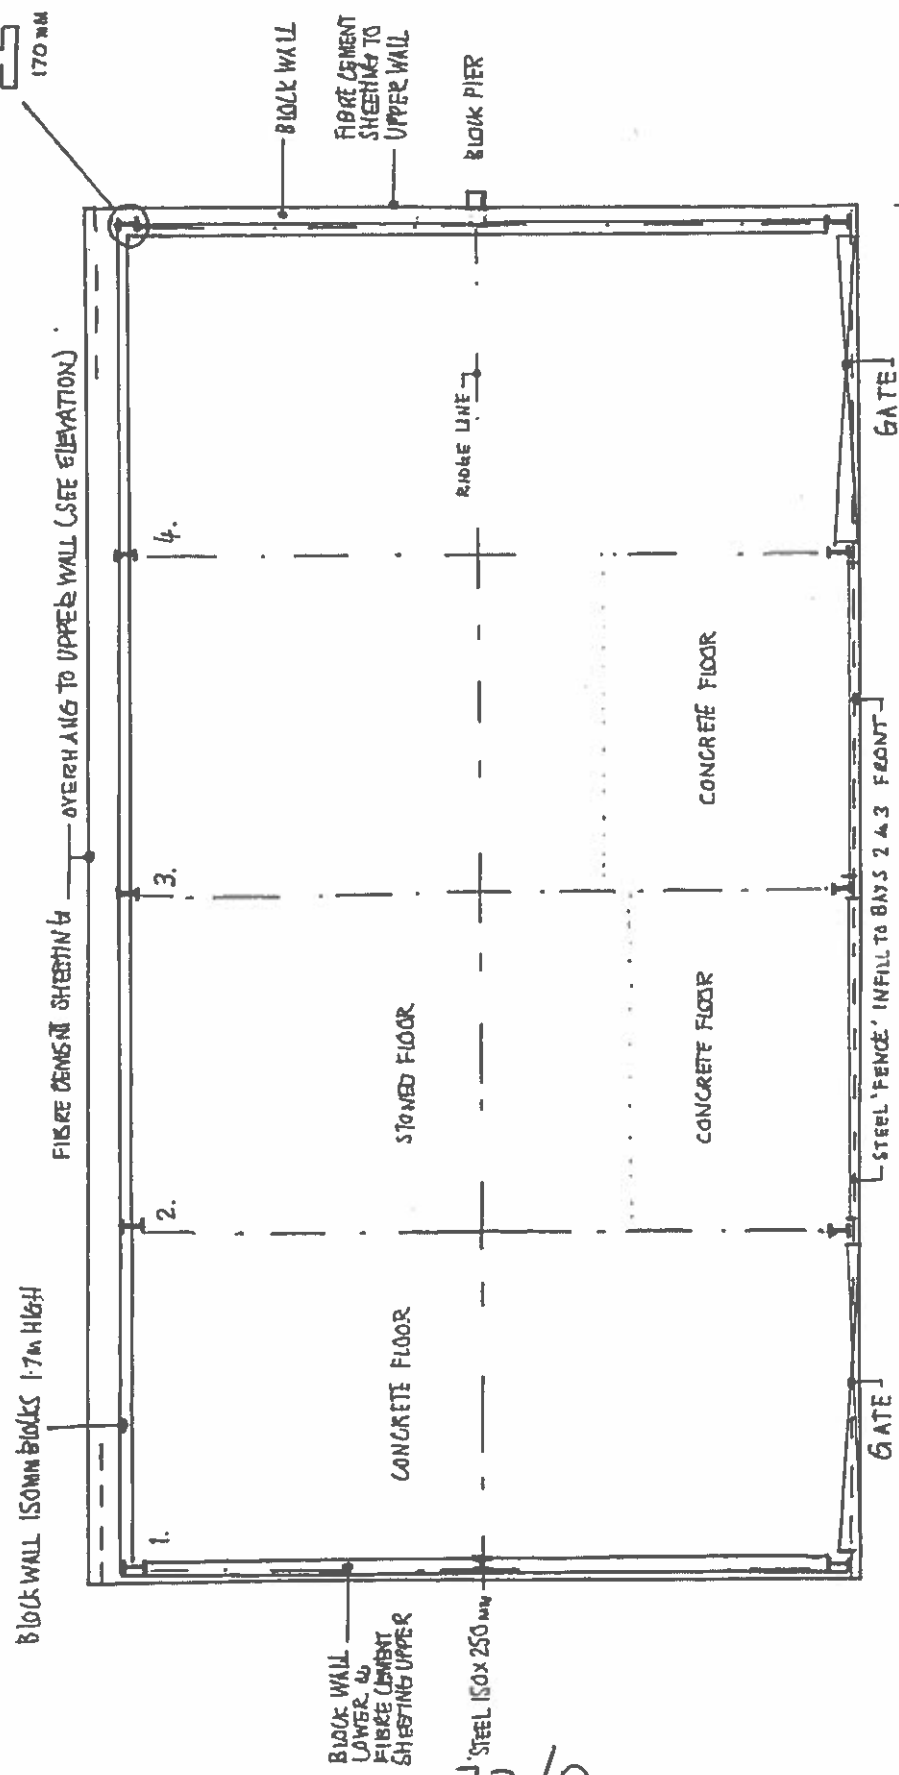 170 MM
BLOCK WALL
FIBRE CEMENT
SHEETING TO
UPPER WALL
BLOCK PIER
FIBRE CEMENT SHEETING
OVERHANG TO UPPER WALL (SEE ELEVATION)
BLOCK WALL 150MM BLOCKS 1.7M HIGH
1.
2.
3.
4.
RIDGE LINE
CONCRETE FLOOR
STONED FLOOR
CONCRETE FLOOR
CONCRETE FLOOR
BLOCK WALL
LOWER &
FIBRE CEMENT
SHEETING UPPER
STEEL 150 X 250 MM
GATE
STEEL 'FENCE' INFILL TO BAYS 2 & 3 FRONT
GATE